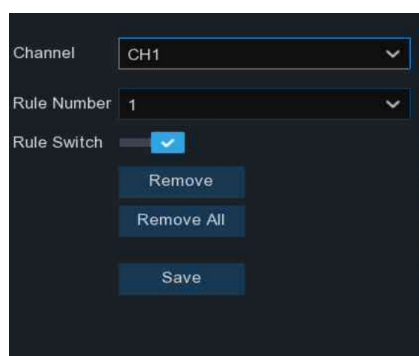 Channel CH1
Rule Number 1
Rule Switch
Remove
Remove All
Save